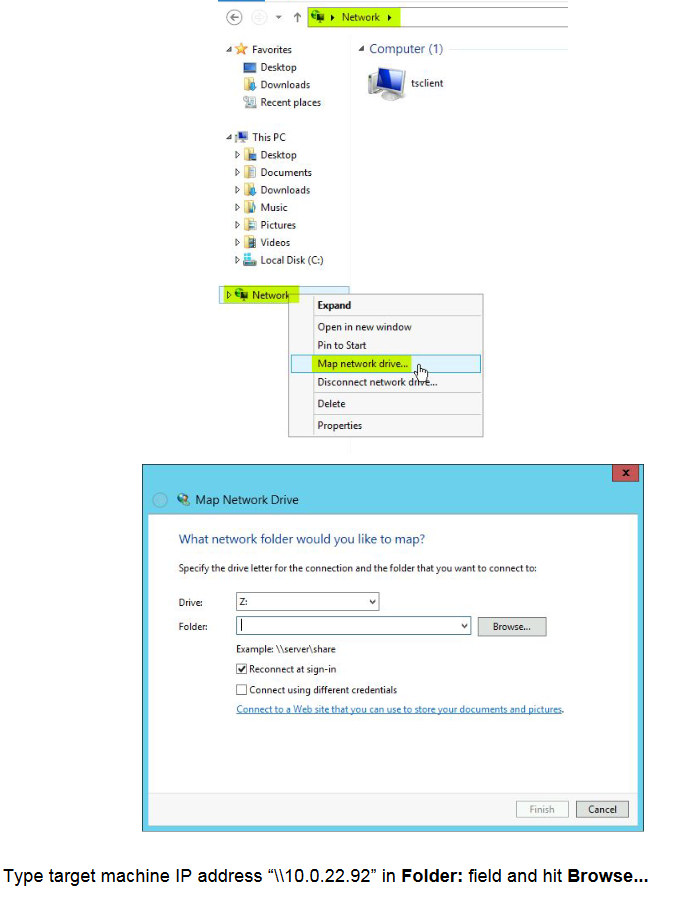 Network
Favorites
Desktop
Downloads
Recent places
This PC
Desktop
Documents
Downloads
Music
Pictures
Videos
Local Disk (C:)
Network
Computer (1)
tsclient
Expand
Open in new window
Pin to Start
Map network drive...
Disconnect network drive...
Delete
Properties
x
Map Network Drive
What network folder would you like to map?
Specify the drive letter for the connection and the folder that you want to connect to:
Drive: Z:
Folder: Browse...
Example: \\server\share
Reconnect at sign-in
Connect using different credentials
Connect to a Web site that you can use to store your documents and pictures.
Finish Cancel
Type target machine IP address “\\10.0.22.92” in Folder: field and hit Browse...